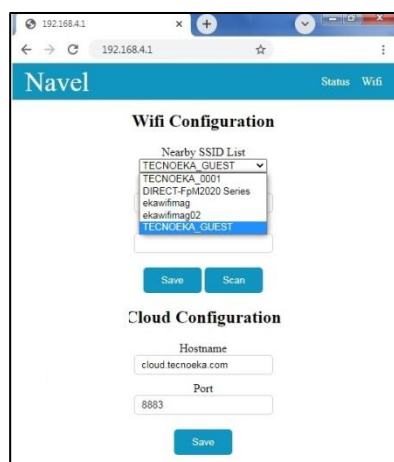 192.168.4.1
192.168.4.1
Navel Status Wifi
Wifi Configuration
Nearby SSID List
TECNOEKA_GUEST
TECNOEKA_0001
DIRECT-FpM2020 Series
ekawifimag
ekawifimag02
TECNOEKA_GUEST
Save Scan
Cloud Configuration
Hostname
cloud.tecnoeka.com
Port
8883
Save